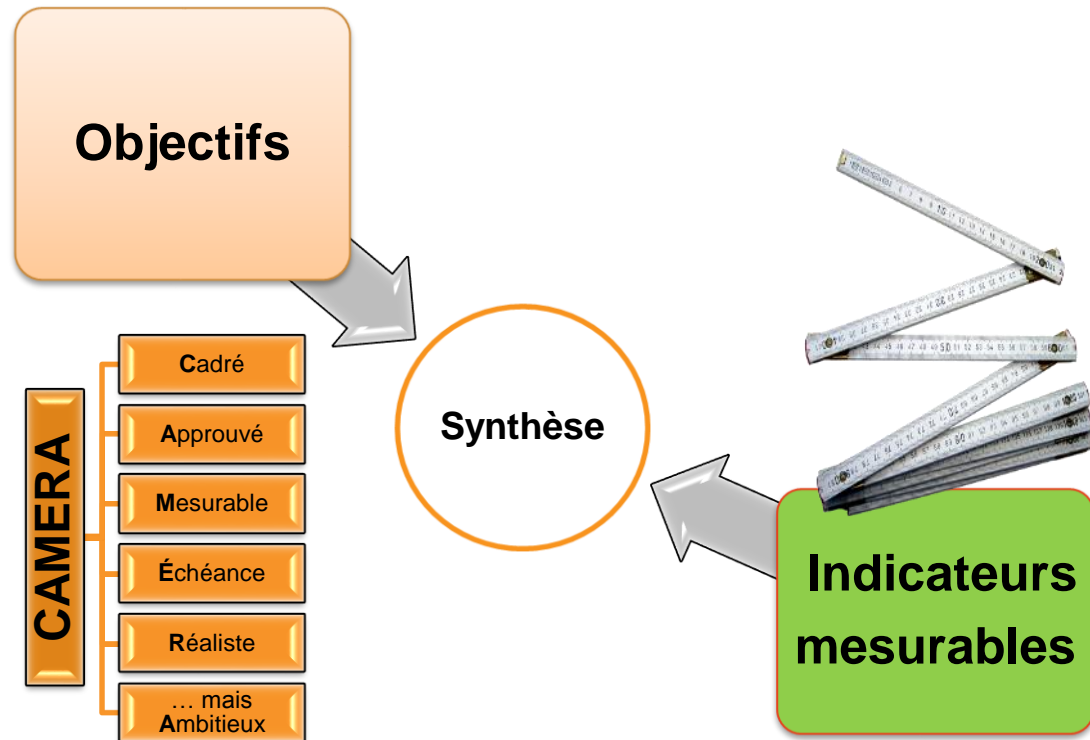 Objectifs
CAMERA
Cadré
Approuvé
Mesurable
Échéance
Réaliste
… mais
Ambitieux
Synthèse
Indicateurs
mesurables